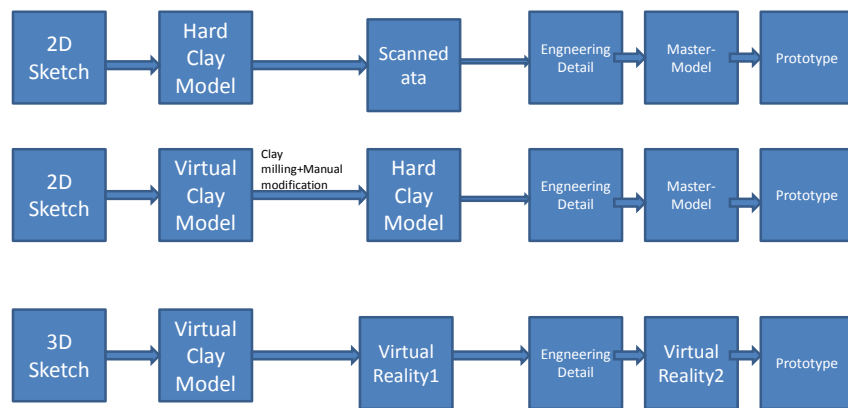 2D
Sketch
Hard
Clay
Model
Scanned
ata
Engneering
Detail
Master-
Model
Prototype
2D
Sketch
Virtual
Clay
Model
Clay
milling+Manual
modification
Hard
Clay
Model
Engneering
Detail
Master-
Model
Prototype
3D
Sketch
Virtual
Clay
Model
Virtual
Reality1
Engneering
Detail
Virtual
Reality2
Prototype